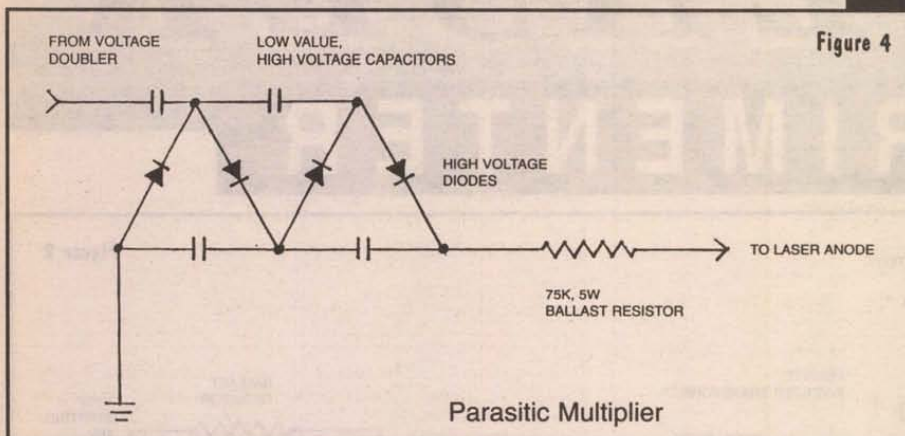 FROM VOLTAGE
DOUBLER
LOW VALUE,
HIGH VOLTAGE CAPACITORS
Figure 4
HIGH VOLTAGE
DIODES
TO LASER ANODE
75K, 5W
BALLAST RESISTOR
Parasitic Multiplier